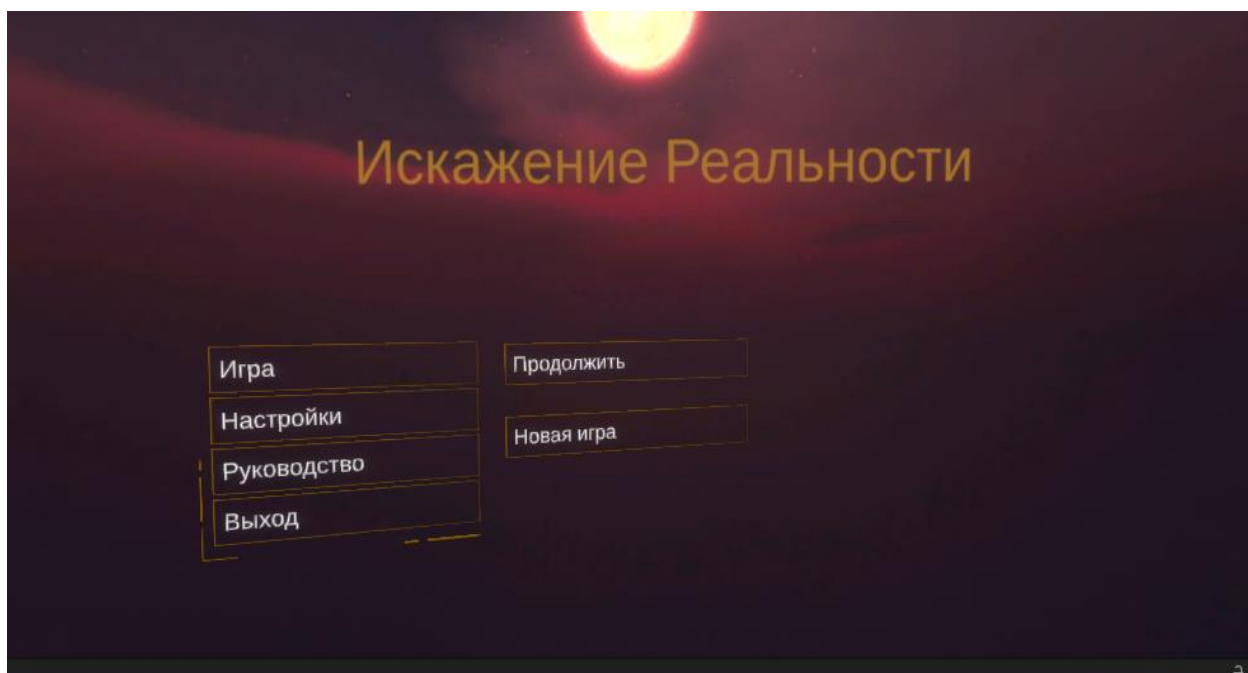 Искажение Реальности
Игра
Настройки
Руководство
Выход
Продолжить
Новая игра